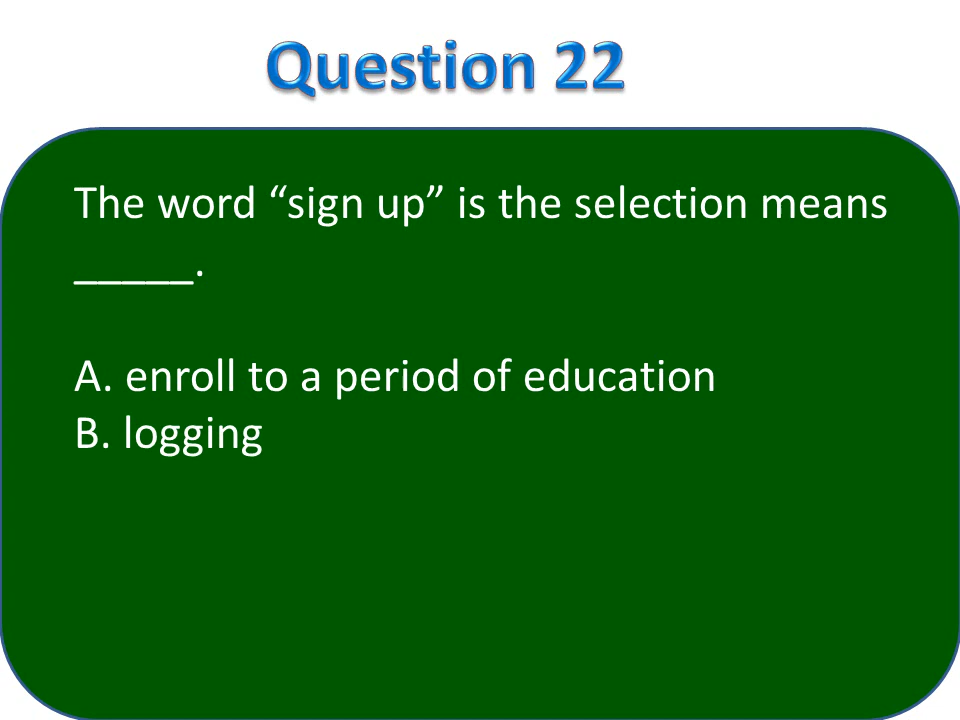 Question 22
The word “sign up” is the selection means
_____.
A. enroll to a period of education
B. logging